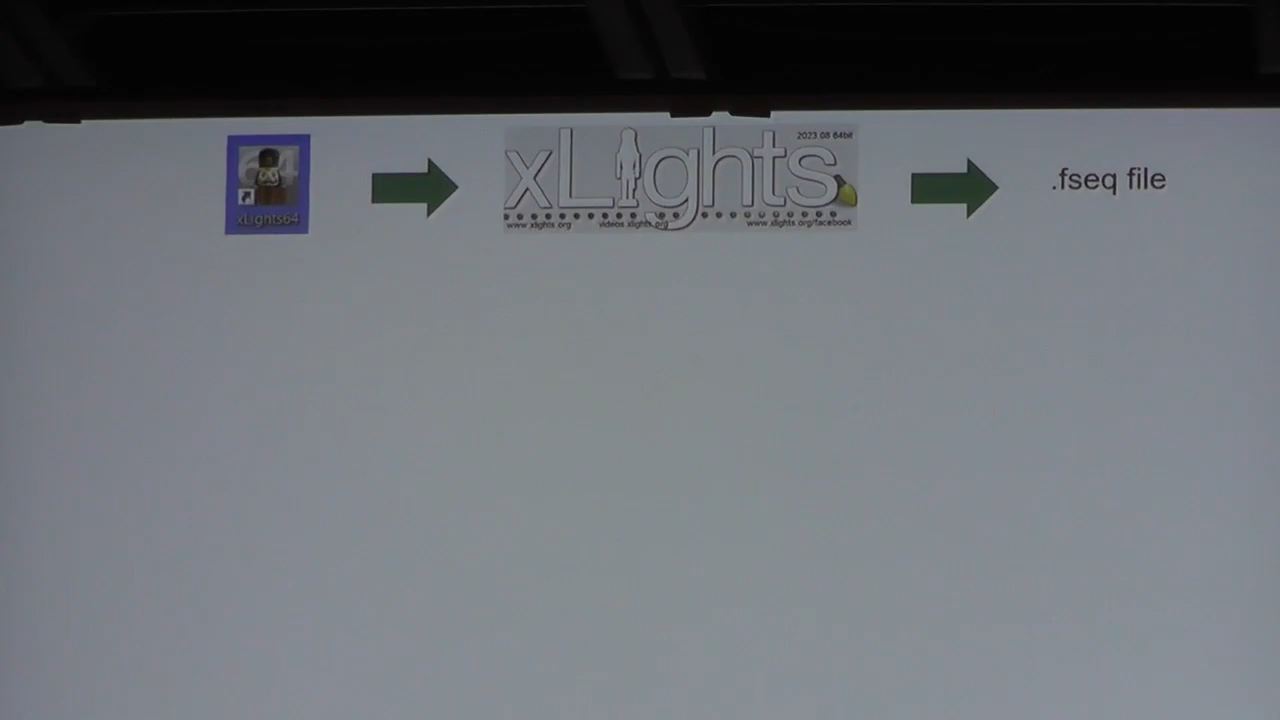 xLights64
xLights
2023.08 64bit
www.xlights.org
videos.xlights.org
www.xlights.org/facebook
.fseq file